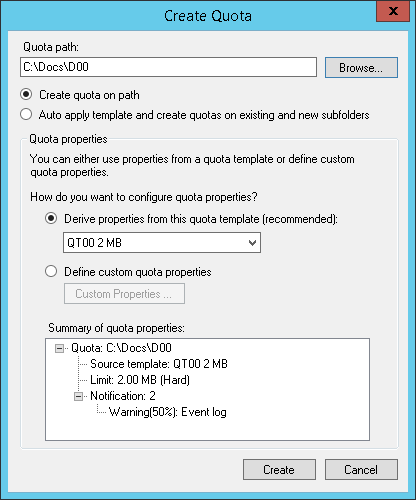 Create Quota
x
Quota path:
C:\Docs\D00
Browse...
Create quota on path
Auto apply template and create quotas on existing and new subfolders
Quota properties
You can either use properties from a quota template or define custom
quota properties.
How do you want to configure quota properties?
Derive properties from this quota template (recommended):
QT00 2 MB
Define custom quota properties
Custom Properties ...
Summary of quota properties:
Quota: C:\Docs\D00
Source template: QT00 2 MB
Limit: 2.00 MB (Hard)
Notification: 2
Warning(50%): Event log
Create
Cancel